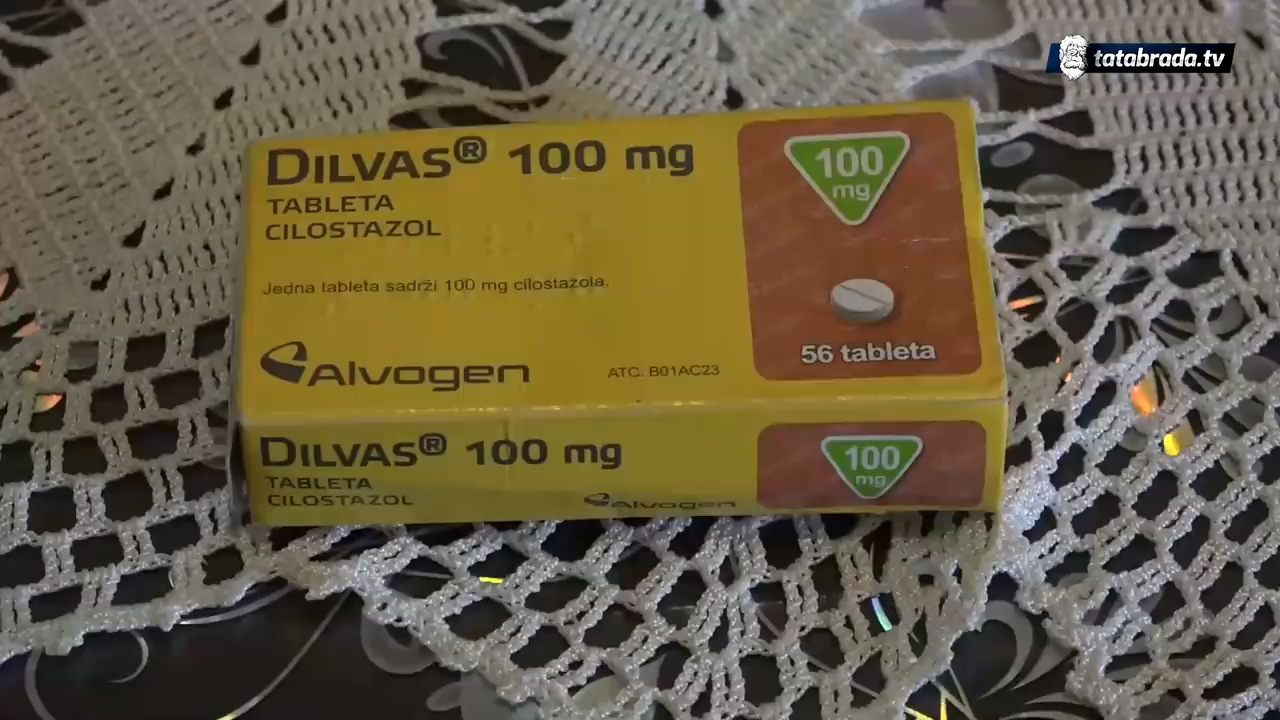 tatabrada.tv
DILVAS® 100 mg
TABLETA
CILOSTAZOL
Jedna tableta sadrži 100 mg cilostazola.
Alvogen
ATC. B01AC23
100
mg
56 tableta
DILVAS® 100 mg
TABLETA
CILOSTAZOL
Alvogen
100
mg